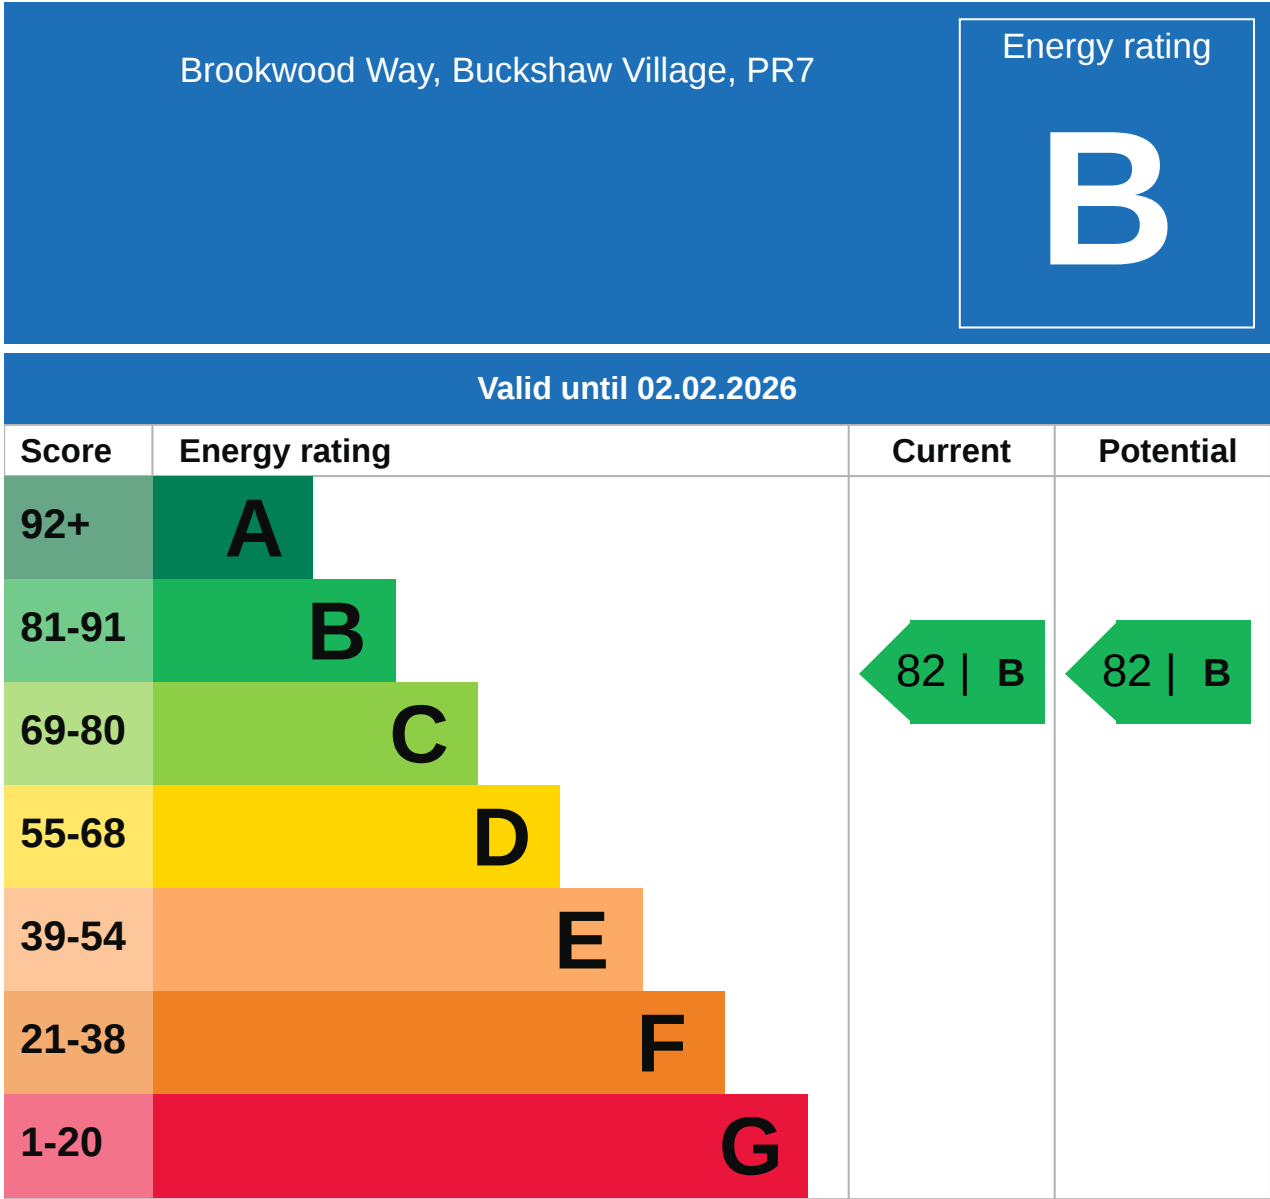 Brookwood Way, Buckshaw Village, PR7
Energy rating
B
Valid until 02.02.2026
Score Energy rating Current Potential
92+ A
81-91 B
82 | B 82 | B
69-80 C
55-68 D
39-54 E
21-38 F
1-20 G